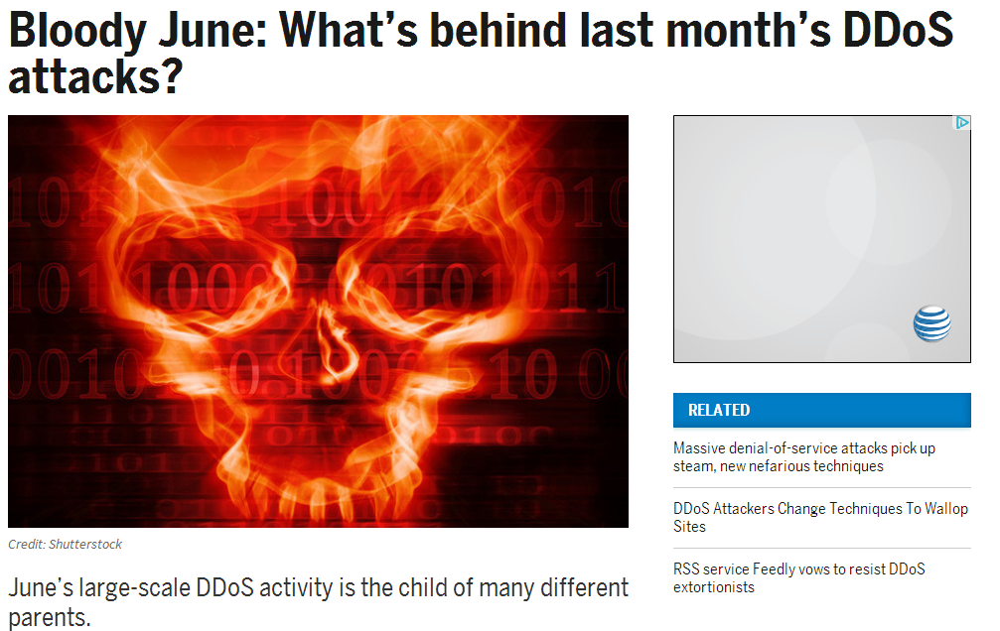 Bloody June: What's behind last month's DDoS
attacks?
Credit: Shutterstock
June's large-scale DDoS activity is the child of many different
parents.
RELATED
Massive denial-of-service attacks pick up
steam, new nefarious techniques
DDoS Attackers Change Techniques To Wallop
Sites
RSS service Feedly vows to resist DDoS
extortionists